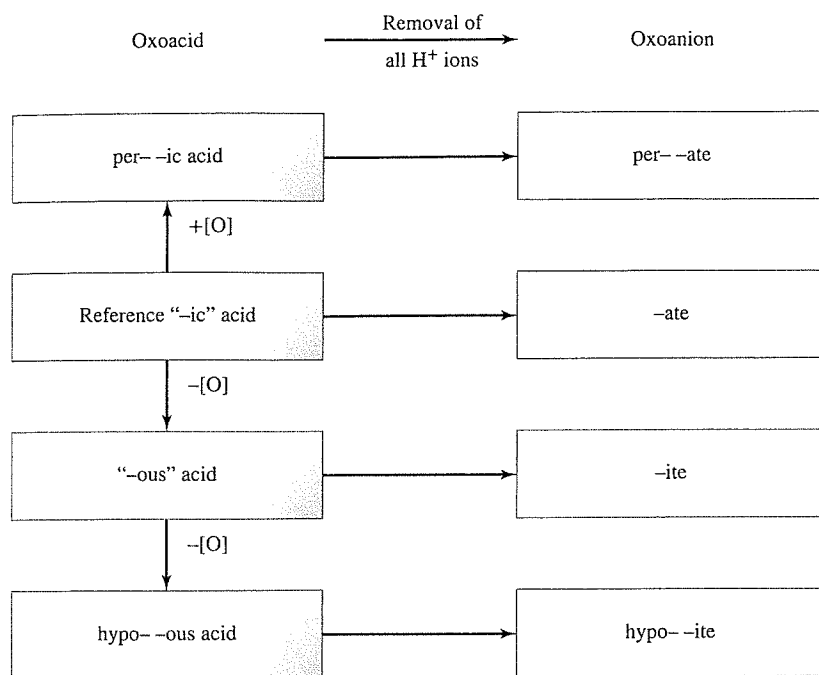 Oxoacid
Removal of
all H⁺ ions
Oxoanion
per– –ic acid
per– –ate
+[O]
Reference “–ic” acid
–ate
–[O]
“–ous” acid
–ite
–[O]
hypo– –ous acid
hypo– –ite